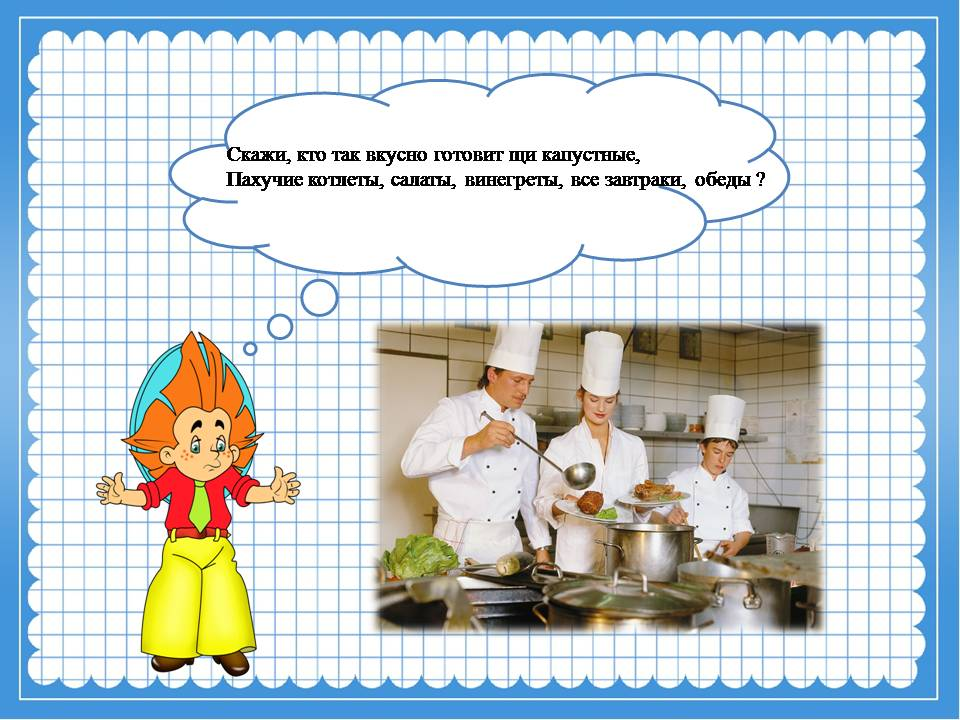 Скажи, кто так вкусно готовит щи капустные,
Пахучие котлеты, салаты, винегреты, все завтраки, обеды ?